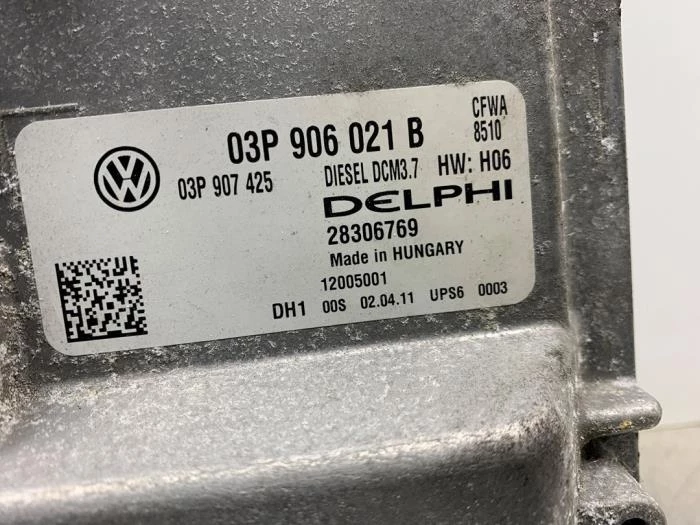 CFWA
03P 906 021 B 8510
03P 907 425 DIESEL DCM3.7 HW: H06
DELPHI
28306769
Made in HUNGARY
12005001
DH1 00S 02.04.11 UPS6 0003